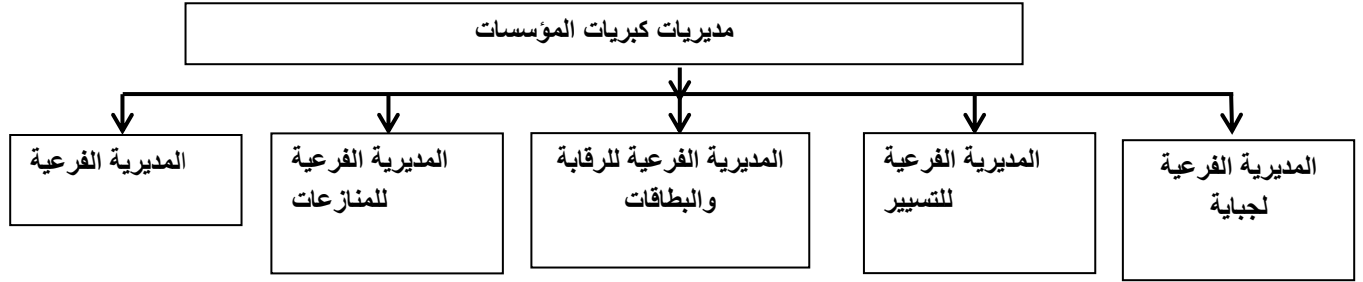 مديريات كبريات المؤسسات
المديرية الفرعية
لجباية
المديرية الفرعية
للتسيير
المديرية الفرعية للرقابة
والبطاقات
المديرية الفرعية
للمنازعات
المديرية الفرعية